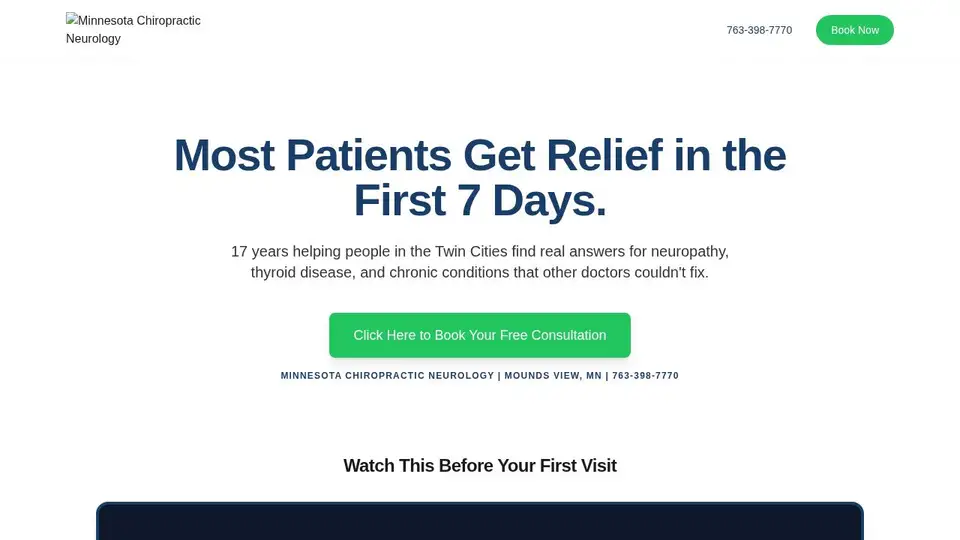 Minnesota Chiropractic
Neurology
763-398-7770
Book Now
Most Patients Get Relief in the
First 7 Days.
17 years helping people in the Twin Cities find real answers for neuropathy,
thyroid disease, and chronic conditions that other doctors couldn't fix.
Click Here to Book Your Free Consultation
MINNESOTA CHIROPRACTIC NEUROLOGY | MOUNDS VIEW, MN | 763-398-7770
Watch This Before Your First Visit